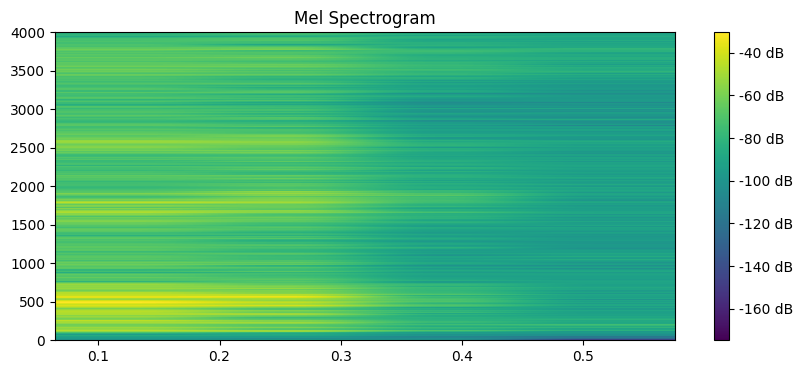 Mel Spectrogram
4000
3500
3000
2500
2000
1500
1000
500
0
0.1 0.2 0.3 0.4 0.5
-40 dB
-60 dB
-80 dB
-100 dB
-120 dB
-140 dB
-160 dB